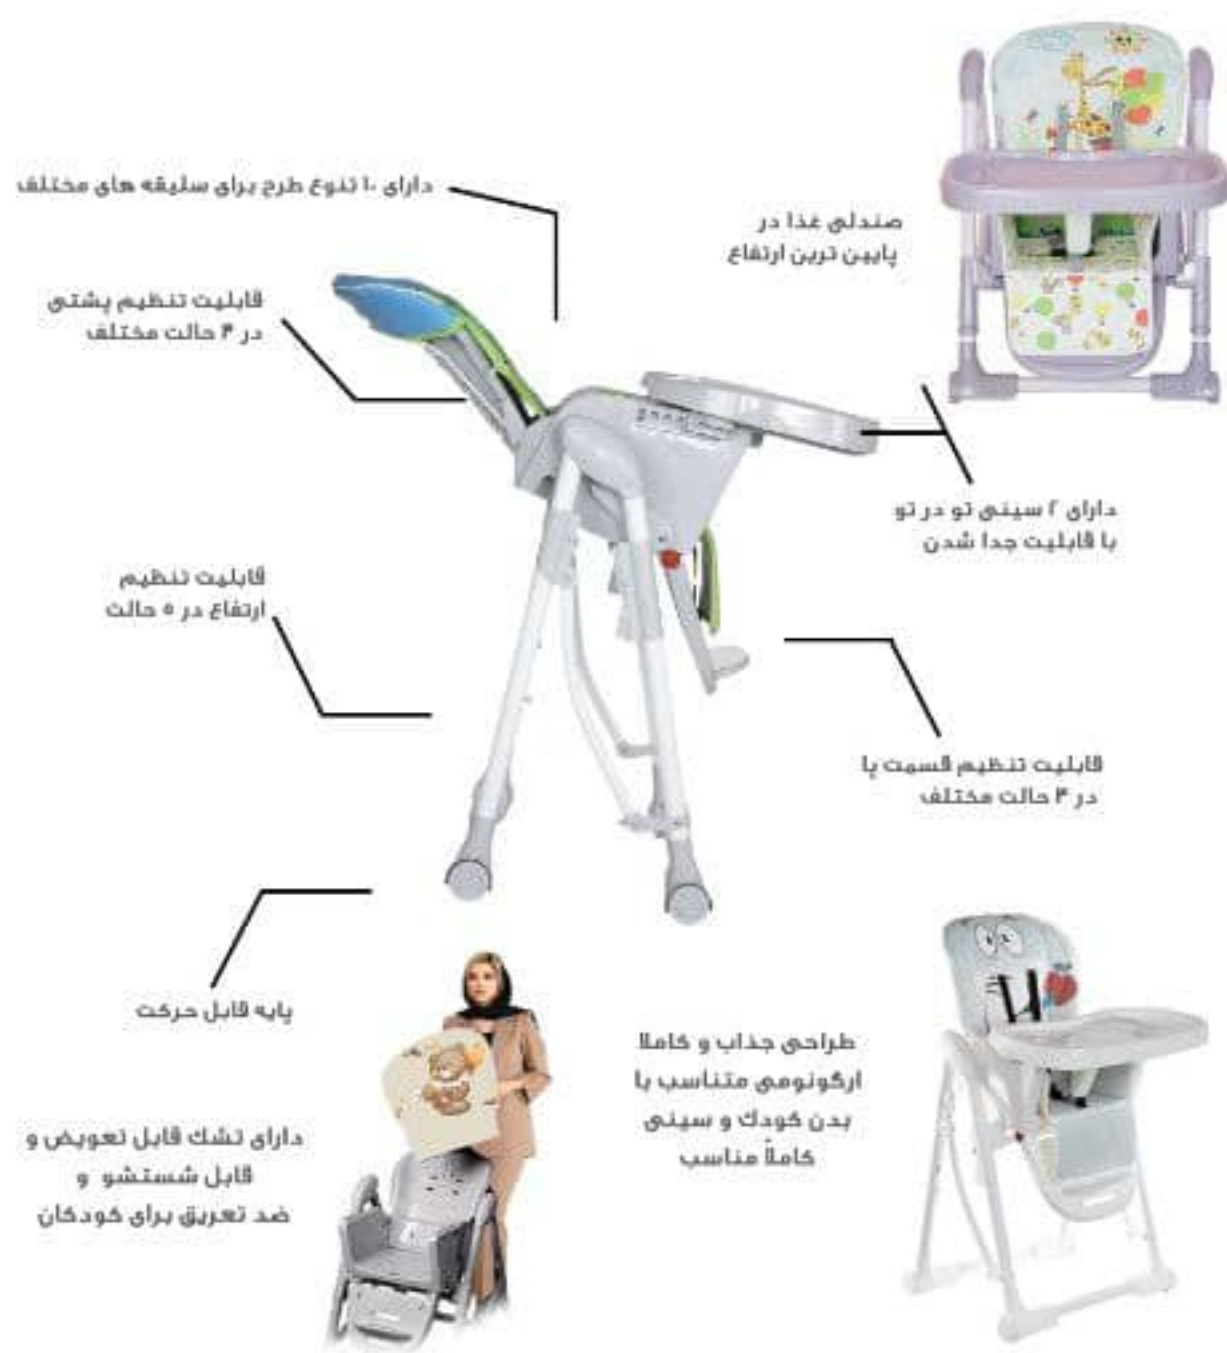 دارای ۱۰ تنوع طرح برای سلیقه های مختلف
صندلی غذا در
پایین ترین ارتفاع
قابلیت تنظیم پشتی
در ۳ حالت مختلف
دارای ۲ سینی تو در تو
با قابلیت جدا شدن
قابلیت تنظیم
ارتفاع در ۵ حالت
قابلیت تنظیم قسمت پا
در ۳ حالت مختلف
پایه قابل حرکت
طراحی جذاب و کاملا
ارگونومی متناسب با
بدن کودک و سینی
کاملاً مناسب
دارای تشک قابل تعویض و
قابل شستشو و
ضد تعریق برای کودکان